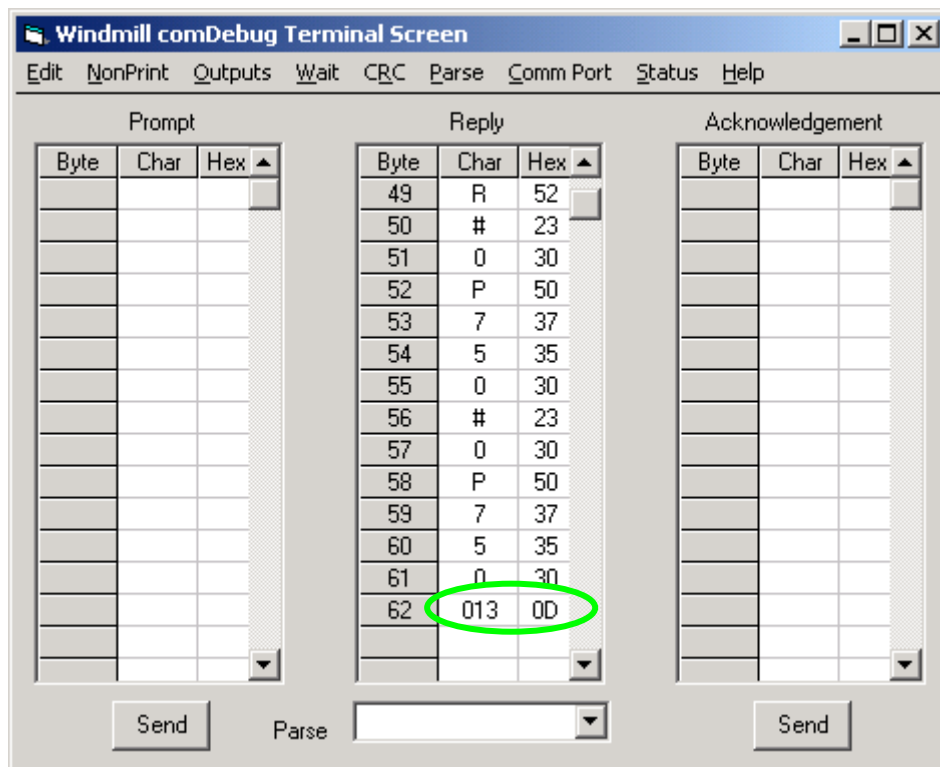 Windmill comDebug Terminal Screen
Edit NonPrint Outputs Wait CRC Parse Comm Port Status Help
Prompt Reply Acknowledgement
Byte Char Hex Byte Char Hex Byte Char Hex
49 R 52
50 # 23
51 0 30
52 P 50
53 7 37
54 5 35
55 0 30
56 # 23
57 0 30
58 P 50
59 7 37
60 5 35
61 0 30
62 013 0D
Send Parse Send